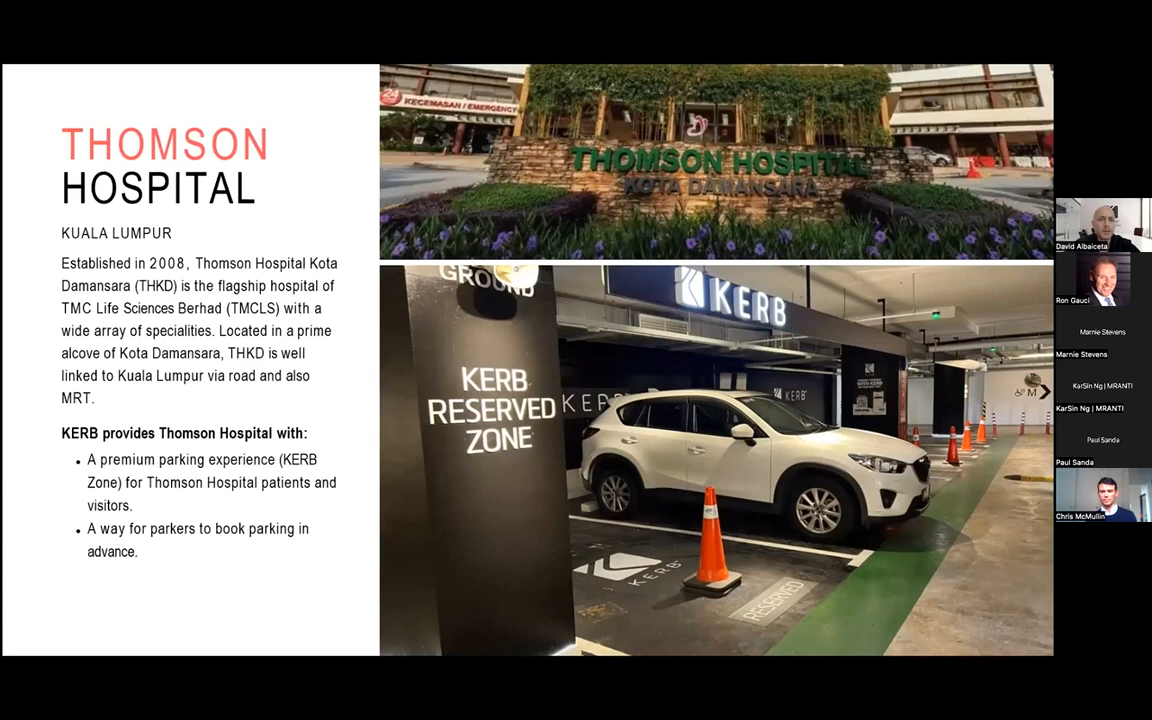 THOMSON
HOSPITAL
KUALA LUMPUR
Established in 2008, Thomson Hospital Kota
Damansara (THKD) is the flagship hospital of
TMC Life Sciences Berhad (TMCLS) with a
wide array of specialities. Located in a prime
alcove of Kota Damansara, THKD is well
linked to Kuala Lumpur via road and also
MRT.
KERB provides Thomson Hospital with:
• A premium parking experience (KERB
Zone) for Thomson Hospital patients and
visitors.
• A way for parkers to book parking in
advance.
24
KECEMASAN / EMERGENCY
THOMSON HOSPITAL
KOTA DAMANSARA
GROUND
KERB
KERB
RESERVED
ZONE
KERB
KERB
KERB
RESERVED
M
David Albaiceta
Ron Gauci
Marnie Stevens
Marnie Stevens
KarSin Ng | MRANTI
KarSin Ng | MRANTI
Paul Sanda
Paul Sanda
Chris McMullin